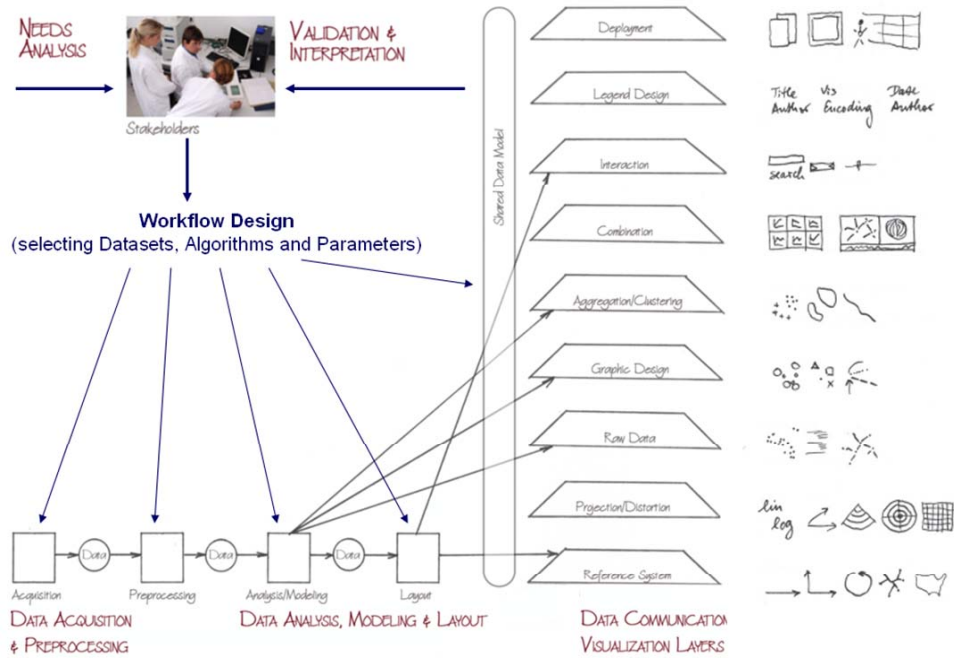 NEEDS
ANALYSIS
VALIDATION &
INTERPRETATION
Stakeholders
Workflow Design
(selecting Datasets, Algorithms and Parameters)
Shared Data Model
Deployment
Legend Design
Title Vis Date
Author Encoding Author
Interaction
search
Combination
Aggregation/Clustering
Graphic Design
Raw Data
Projection/Distortion
lin
log
Reference System
Data
Data
Data
Acquisition
Preprocessing
Analysis/Modeling
Layout
DATA ACQUISITION
& PREPROCESSING
DATA ANALYSIS, MODELING & LAYOUT
DATA COMMUNICATION
VISUALIZATION LAYERS